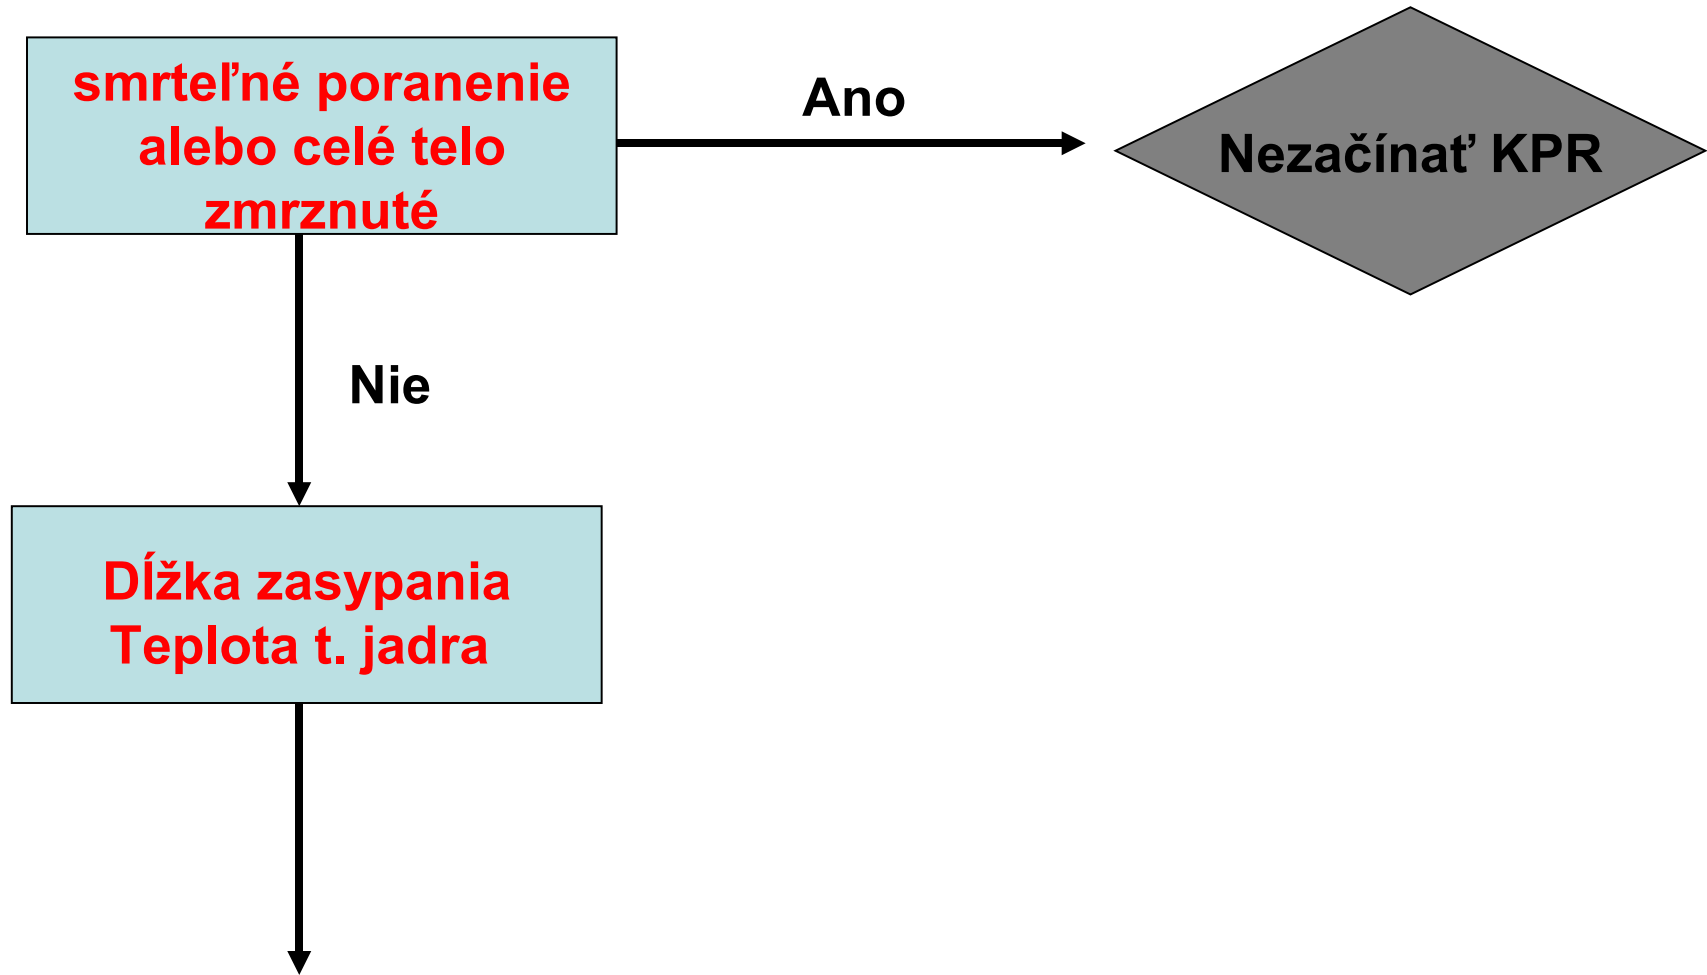 smrteľné poranenie
alebo celé telo
zmrznuté
Ano
Nezačínať KPR
Nie
Dĺžka zasypania
Teplota t. jadra